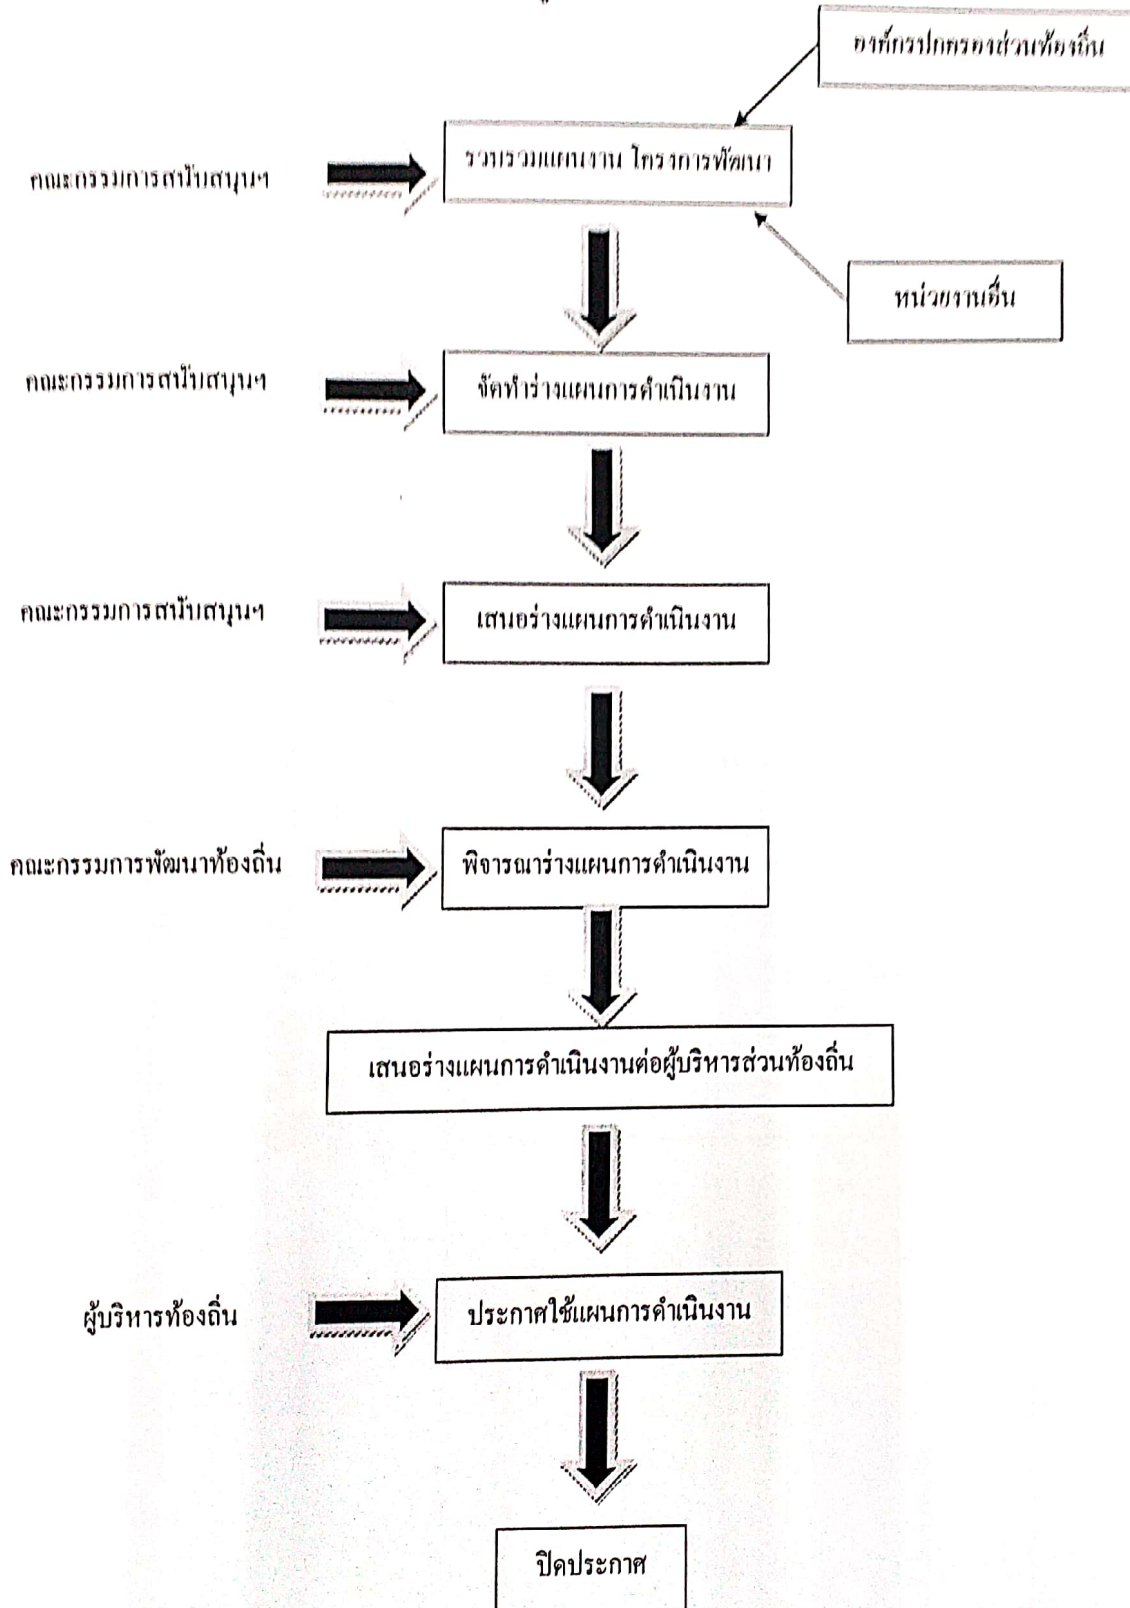 องค์กรปกครองส่วนท้องถิ่น
คณะกรรมการสนับสนุนฯ
รวบรวมแผนงาน โครงการพัฒนา
หน่วยงานอื่น
คณะกรรมการสนับสนุนฯ
จัดทำร่างแผนการดำเนินงาน
คณะกรรมการสนับสนุนฯ
เสนอร่างแผนการดำเนินงาน
คณะกรรมการพัฒนาท้องถิ่น
พิจารณาร่างแผนการดำเนินงาน
เสนอร่างแผนการดำเนินงานต่อผู้บริหารส่วนท้องถิ่น
ผู้บริหารท้องถิ่น
ประกาศใช้แผนการดำเนินงาน
ปิดประกาศ